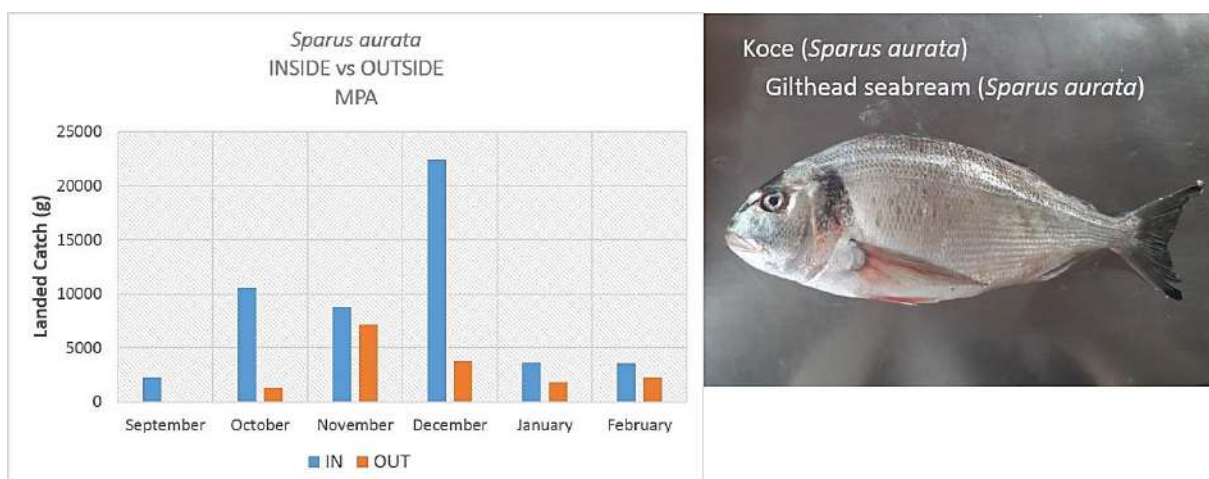 Sparus aurata
INSIDE vs OUTSIDE
MPA
25000
20000
15000
10000
5000
0
Landed Catch (g)
September October November December January February
IN OUT
Koce (Sparus aurata)
Gilthead seabream (Sparus aurata)